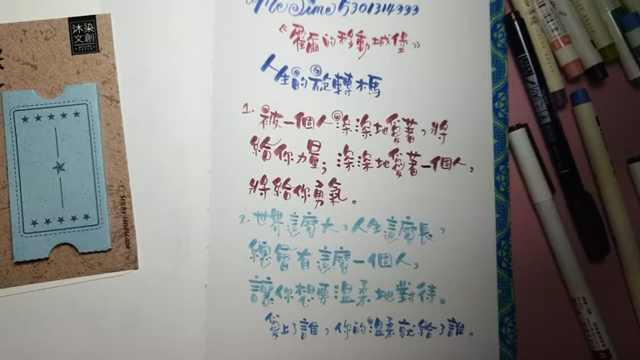 沐染
文創
@Time5301314999
《霍爾的移動城堡》
人生的旋轉木馬
1. 被一個人深深地愛著，將
給你力量；深深地愛著一個人，
將給你勇氣。
2. 世界這麼大，人生這麼長，
總會有這麼一個人，
讓你想要溫柔地對待。
愛上了誰，你的溫柔就給了誰。